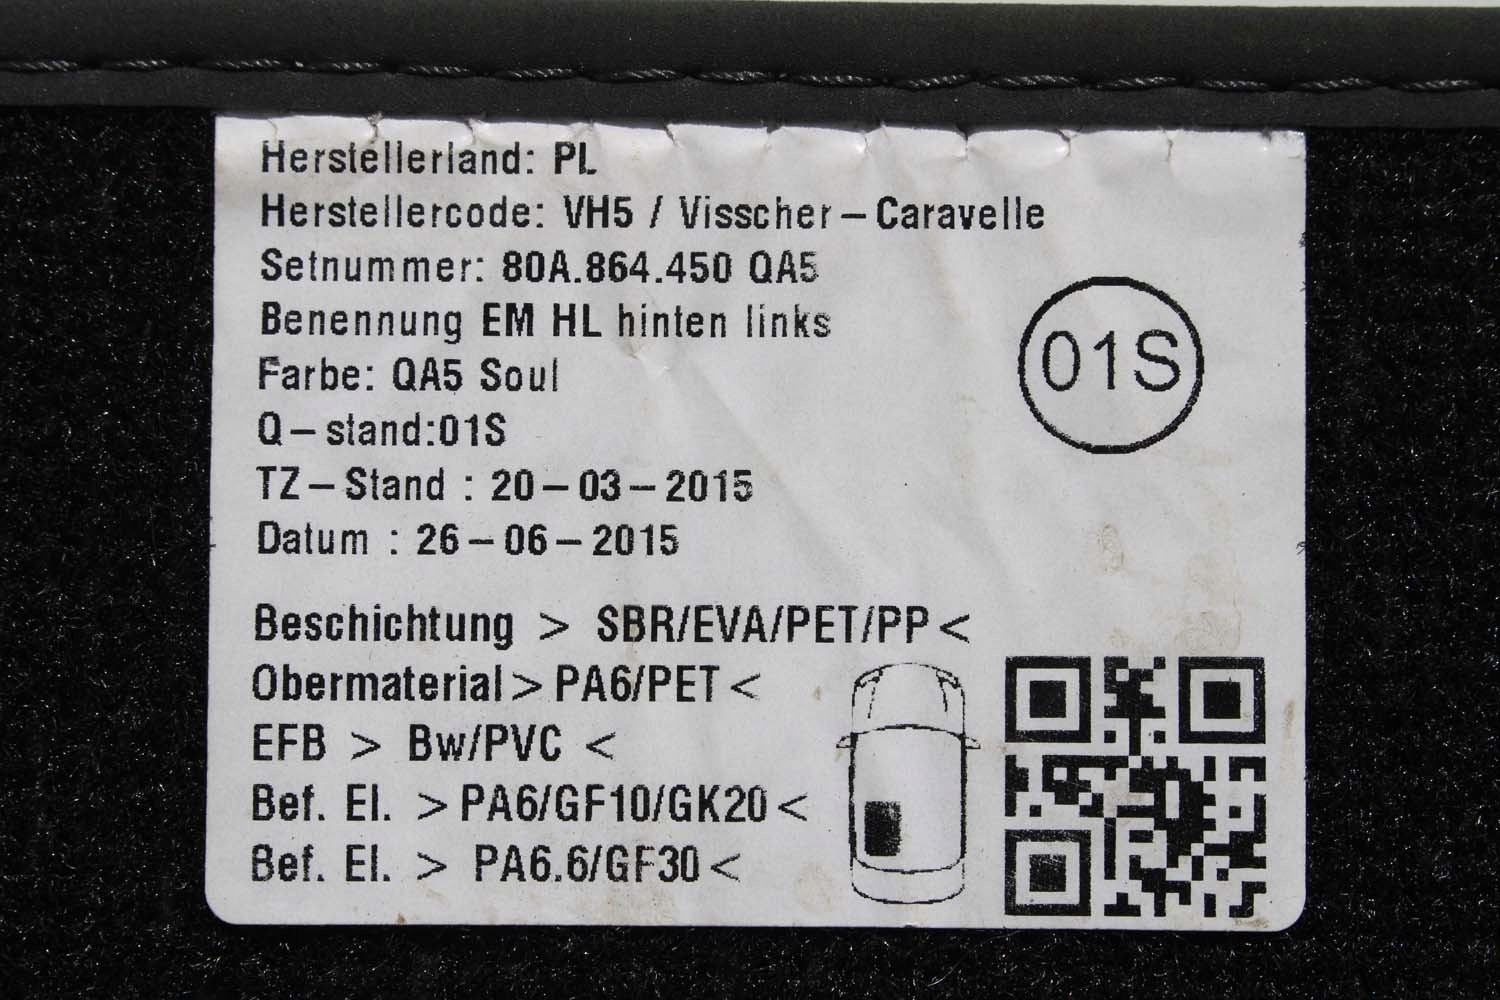 Herstellerland: PL
Herstellercode: VH5 / Visscher – Caravelle
Setnummer: 80A.864.450 QA5
Benennung EM HL hinten links
Farbe: QA5 Soul
Q – stand:01S
TZ – Stand : 20 – 03 – 2015
Datum : 26 – 06 – 2015
01S
Beschichtung > SBR/EVA/PET/PP <
Obermaterial > PA6/PET <
EFB > Bw/PVC <
Bef. El. > PA6/GF10/GK20 <
Bef. El. > PA6.6/GF30 <